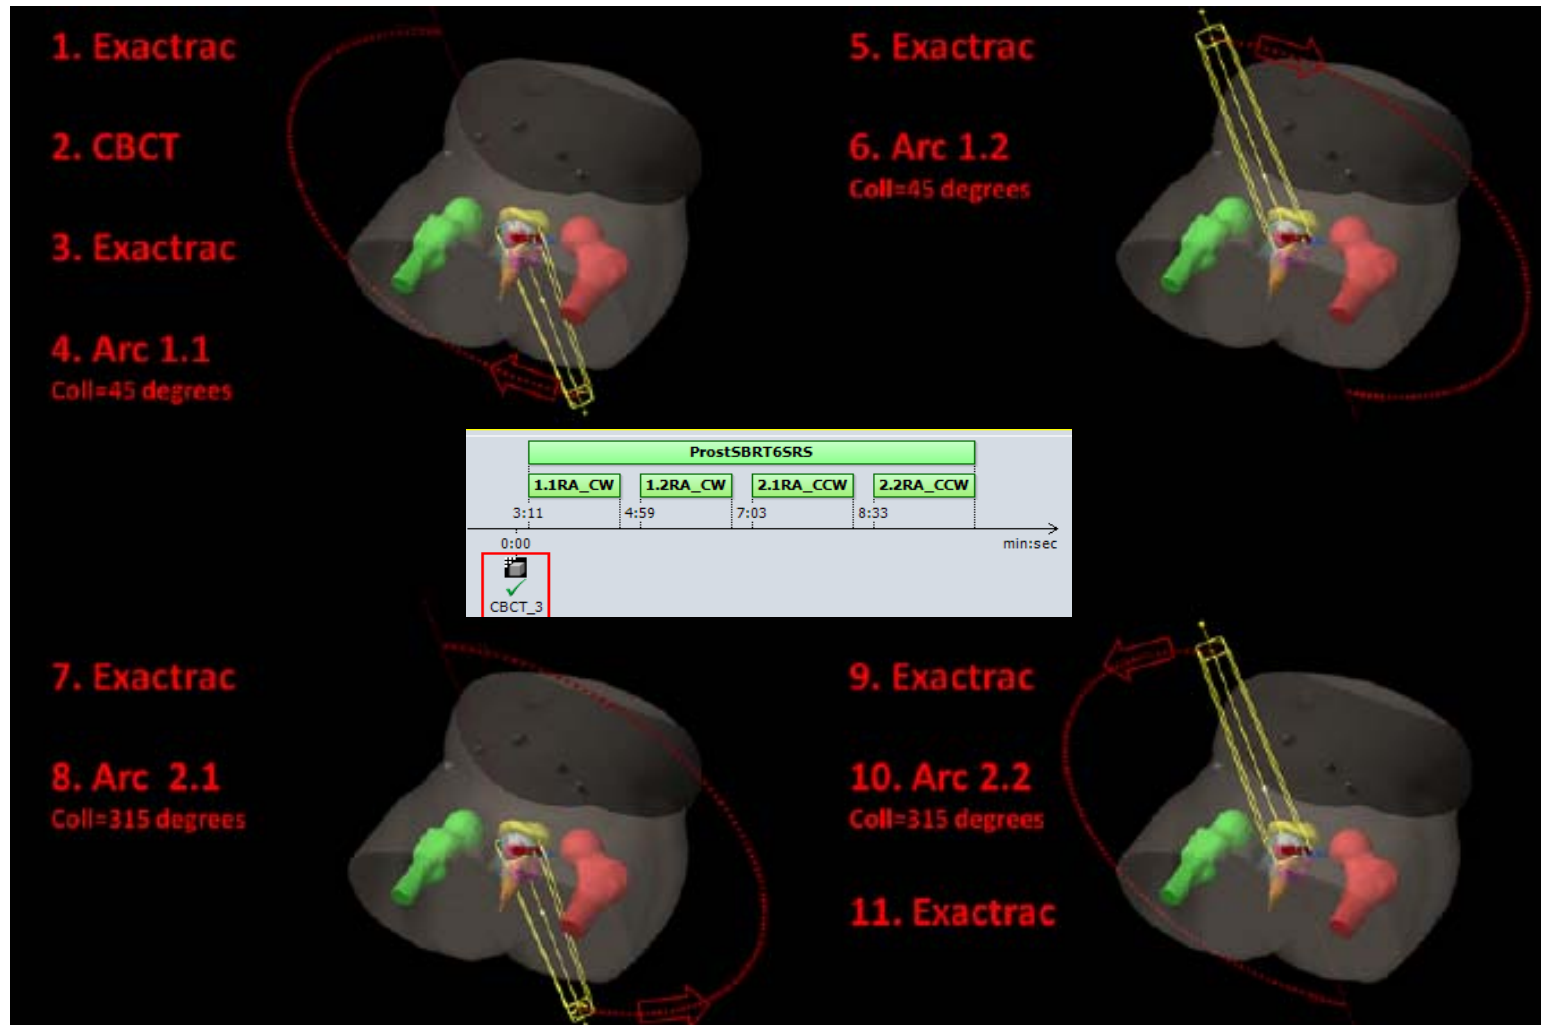 1. Exactrac
2. CBCT
3. Exactrac
4. Arc 1.1
Coll=45 degrees
5. Exactrac
6. Arc 1.2
Coll=45 degrees
ProstSBRT6SRS
1.1RA_CW 1.2RA_CW 2.1RA_CCW 2.2RA_CCW
3:11 4:59 7:03 8:33
0:00 min:sec
CBCT_3
7. Exactrac
8. Arc 2.1
Coll=315 degrees
9. Exactrac
10. Arc 2.2
Coll=315 degrees
11. Exactrac